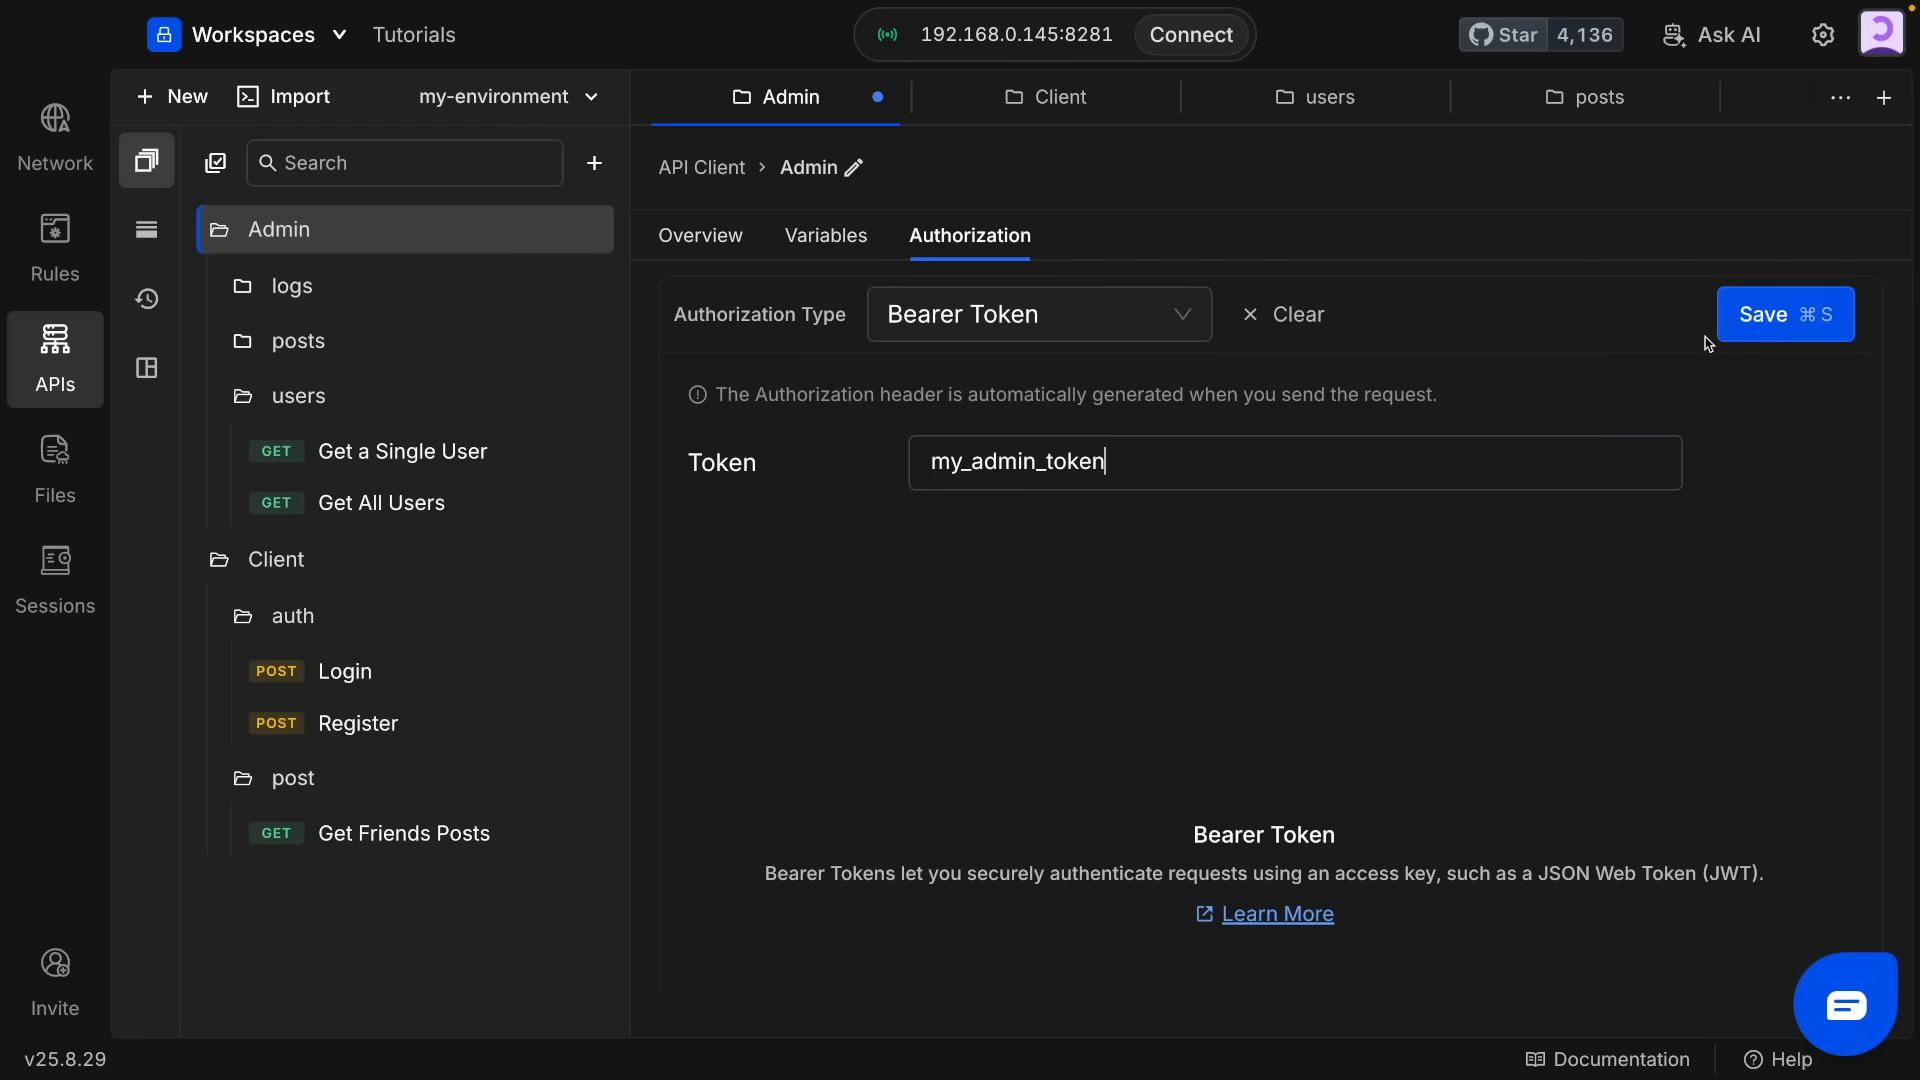 Workspaces
Tutorials
192.168.0.145:8281
Connect
Star 4,136
Ask AI
Network
Rules
APIs
Files
Sessions
Invite
v25.8.29
New
Import
my-environment
Search
Admin
logs
posts
users
GET Get a Single User
GET Get All Users
Client
auth
POST Login
POST Register
post
GET Get Friends Posts
Admin
Client
users
posts
API Client > Admin
Overview
Variables
Authorization
Authorization Type
Bearer Token
Clear
Save ⌘ S
The Authorization header is automatically generated when you send the request.
Token
my_admin_token
Bearer Token
Bearer Tokens let you securely authenticate requests using an access key, such as a JSON Web Token (JWT).
Learn More
Documentation
Help